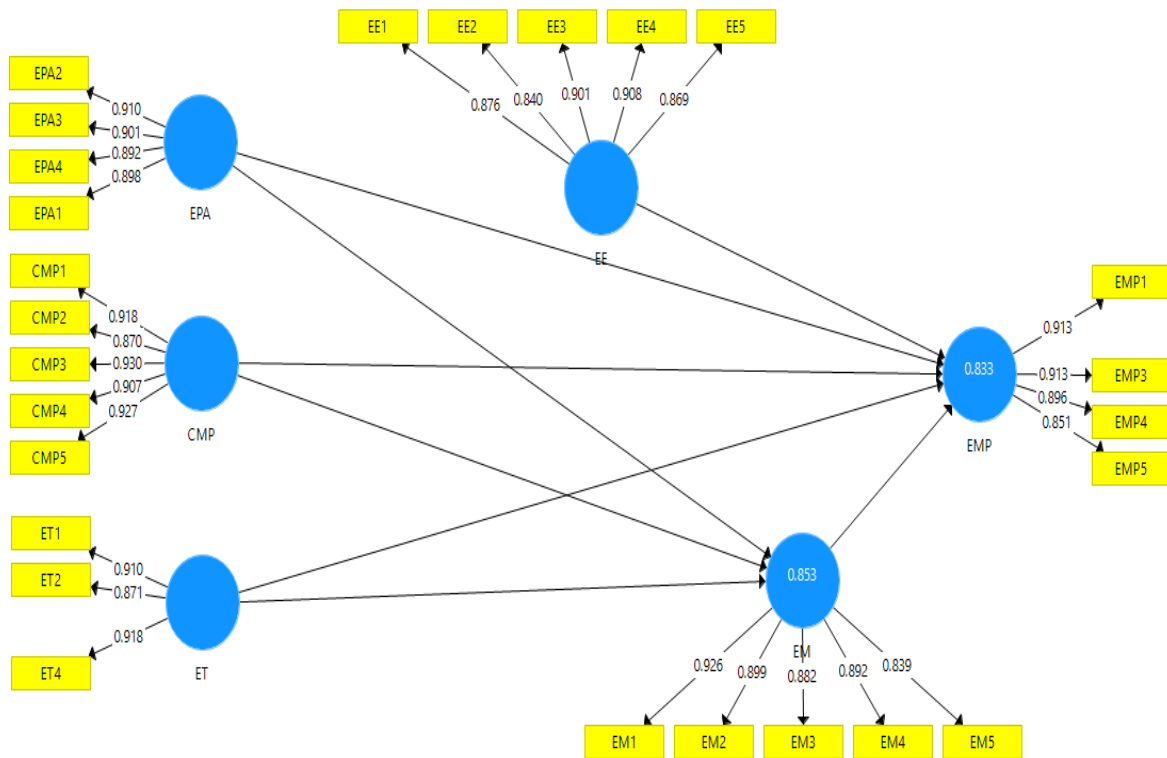 EE1
EE2
EE3
EE4
EE5
0.876
0.840
0.901
0.908
0.869
EE
EPA2
EPA3
EPA4
EPA1
0.910
0.901
0.892
0.898
EPA
CMP1
CMP2
CMP3
CMP4
CMP5
0.918
0.870
0.930
0.907
0.927
CMP
ET1
ET2
ET4
0.910
0.871
0.918
ET
0.833
EMP
0.913
0.913
0.896
0.851
EMP1
EMP3
EMP4
EMP5
0.853
EM
0.926
0.899
0.882
0.892
0.839
EM1
EM2
EM3
EM4
EM5